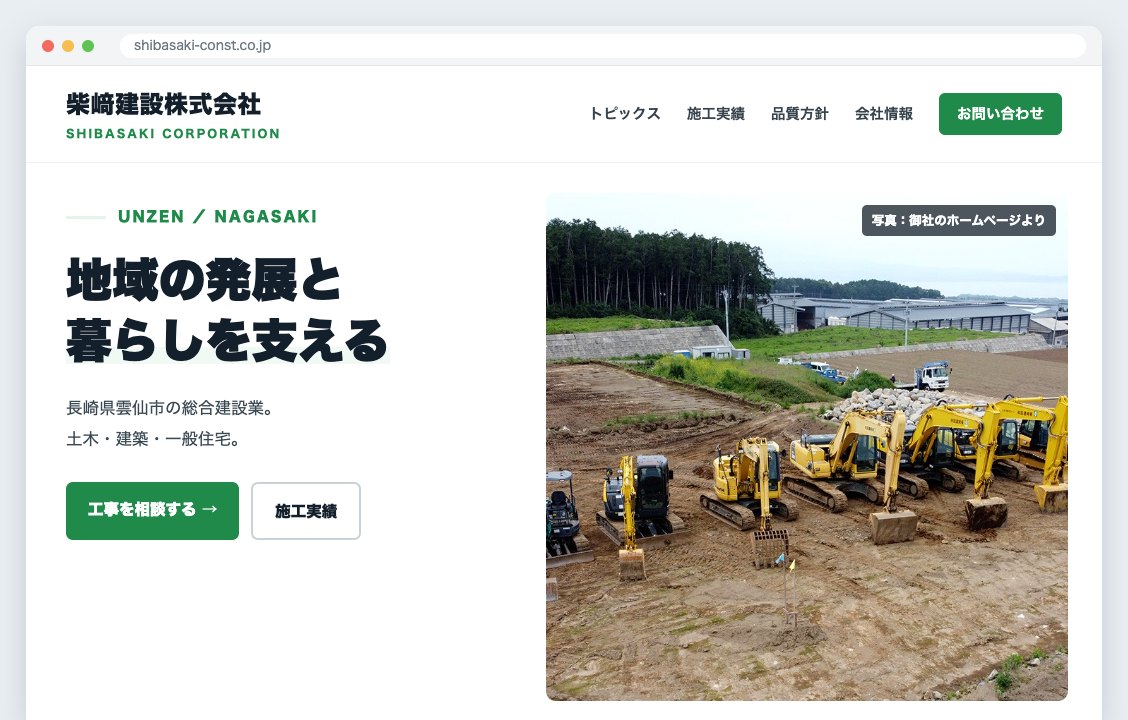 shibasaki-const.co.jp
柴﨑建設株式会社
SHIBASAKI CORPORATION
トピックス
施工実績
品質方針
会社情報
お問い合わせ
UNZEN ／ NAGASAKI
地域の発展と
暮らしを支える
長崎県雲仙市の総合建設業。
土木・建築・一般住宅。
工事を相談する →
施工実績
写真：御社のホームページより